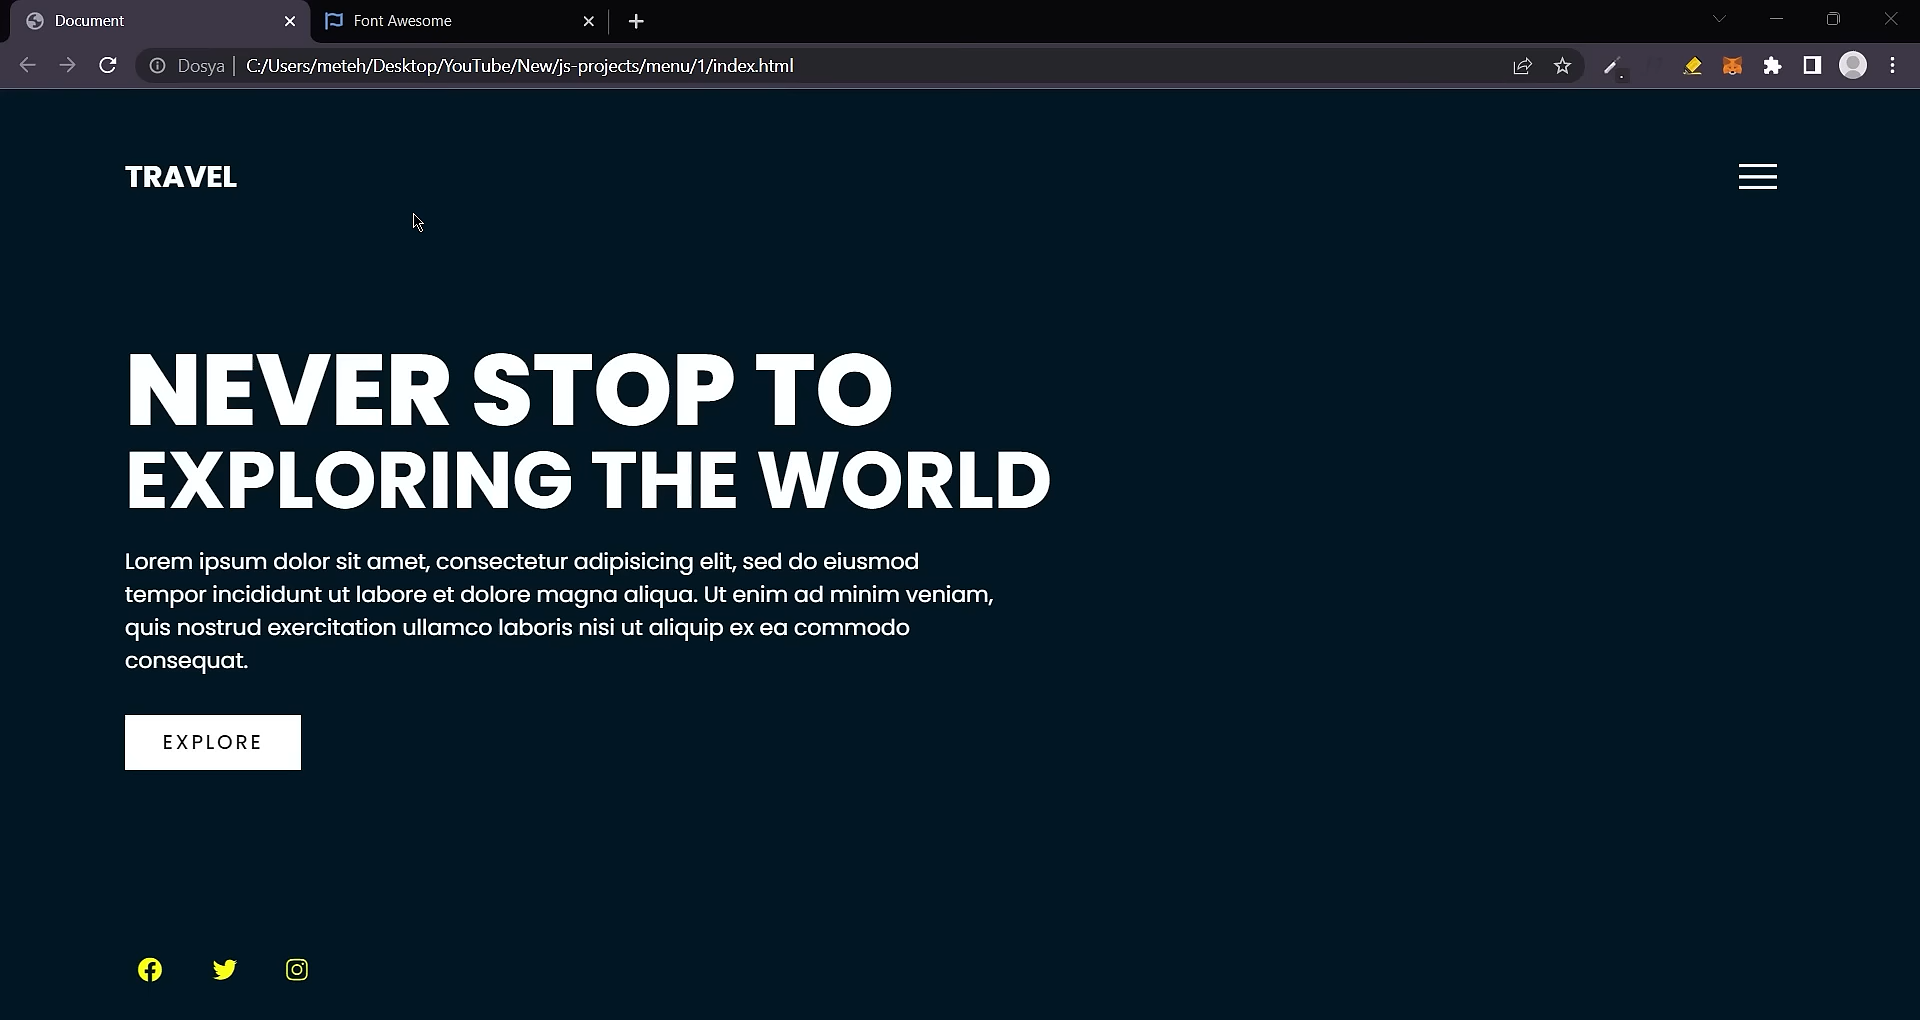 Document
Font Awesome
Dosya
C:/Users/meteh/Desktop/YouTube/New/js-projects/menu/1/index.html
TRAVEL
NEVER STOP TO
EXPLORING THE WORLD
Lorem ipsum dolor sit amet, consectetur adipisicing elit, sed do eiusmod
tempor incididunt ut labore et dolore magna aliqua. Ut enim ad minim veniam,
quis nostrud exercitation ullamco laboris nisi ut aliquip ex ea commodo
consequat.
EXPLORE